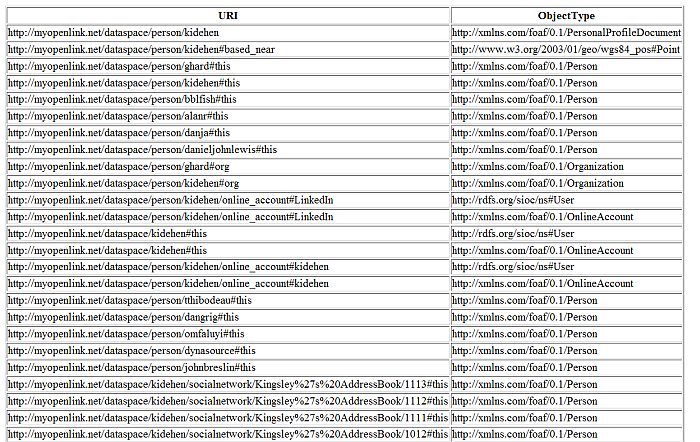 URI ObjectType
http://myopenlink.net/dataspace/person/kidehen http://xmlns.com/foaf/0.1/PersonalProfileDocument
http://myopenlink.net/dataspace/person/kidehen#based_near http://www.w3.org/2003/01/geo/wgs84_pos#Point
http://myopenlink.net/dataspace/person/ghard#this http://xmlns.com/foaf/0.1/Person
http://myopenlink.net/dataspace/person/kidehen#this http://xmlns.com/foaf/0.1/Person
http://myopenlink.net/dataspace/person/bblfish#this http://xmlns.com/foaf/0.1/Person
http://myopenlink.net/dataspace/person/alanr#this http://xmlns.com/foaf/0.1/Person
http://myopenlink.net/dataspace/person/danja#this http://xmlns.com/foaf/0.1/Person
http://myopenlink.net/dataspace/person/danieljohnlewis#this http://xmlns.com/foaf/0.1/Person
http://myopenlink.net/dataspace/person/ghard#org http://xmlns.com/foaf/0.1/Organization
http://myopenlink.net/dataspace/person/kidehen#org http://xmlns.com/foaf/0.1/Organization
http://myopenlink.net/dataspace/person/kidehen/online_account#LinkedIn http://rdfs.org/sioc/ns#User
http://myopenlink.net/dataspace/person/kidehen/online_account#LinkedIn http://xmlns.com/foaf/0.1/OnlineAccount
http://myopenlink.net/dataspace/kidehen#this http://rdfs.org/sioc/ns#User
http://myopenlink.net/dataspace/kidehen#this http://xmlns.com/foaf/0.1/OnlineAccount
http://myopenlink.net/dataspace/person/kidehen/online_account#kidehen http://rdfs.org/sioc/ns#User
http://myopenlink.net/dataspace/person/kidehen/online_account#kidehen http://xmlns.com/foaf/0.1/OnlineAccount
http://myopenlink.net/dataspace/person/tthibodeau#this http://xmlns.com/foaf/0.1/Person
http://myopenlink.net/dataspace/person/dangrig#this http://xmlns.com/foaf/0.1/Person
http://myopenlink.net/dataspace/person/omfaluyi#this http://xmlns.com/foaf/0.1/Person
http://myopenlink.net/dataspace/person/dynasource#this http://xmlns.com/foaf/0.1/Person
http://myopenlink.net/dataspace/person/johnbreslin#this http://xmlns.com/foaf/0.1/Person
http://myopenlink.net/dataspace/kidehen/socialnetwork/Kingsley%27s%20AddressBook/1113#this http://xmlns.com/foaf/0.1/Person
http://myopenlink.net/dataspace/kidehen/socialnetwork/Kingsley%27s%20AddressBook/1112#this http://xmlns.com/foaf/0.1/Person
http://myopenlink.net/dataspace/kidehen/socialnetwork/Kingsley%27s%20AddressBook/1111#this http://xmlns.com/foaf/0.1/Person
http://myopenlink.net/dataspace/kidehen/socialnetwork/Kingsley%27s%20AddressBook/1012#this http://xmlns.com/foaf/0.1/Person